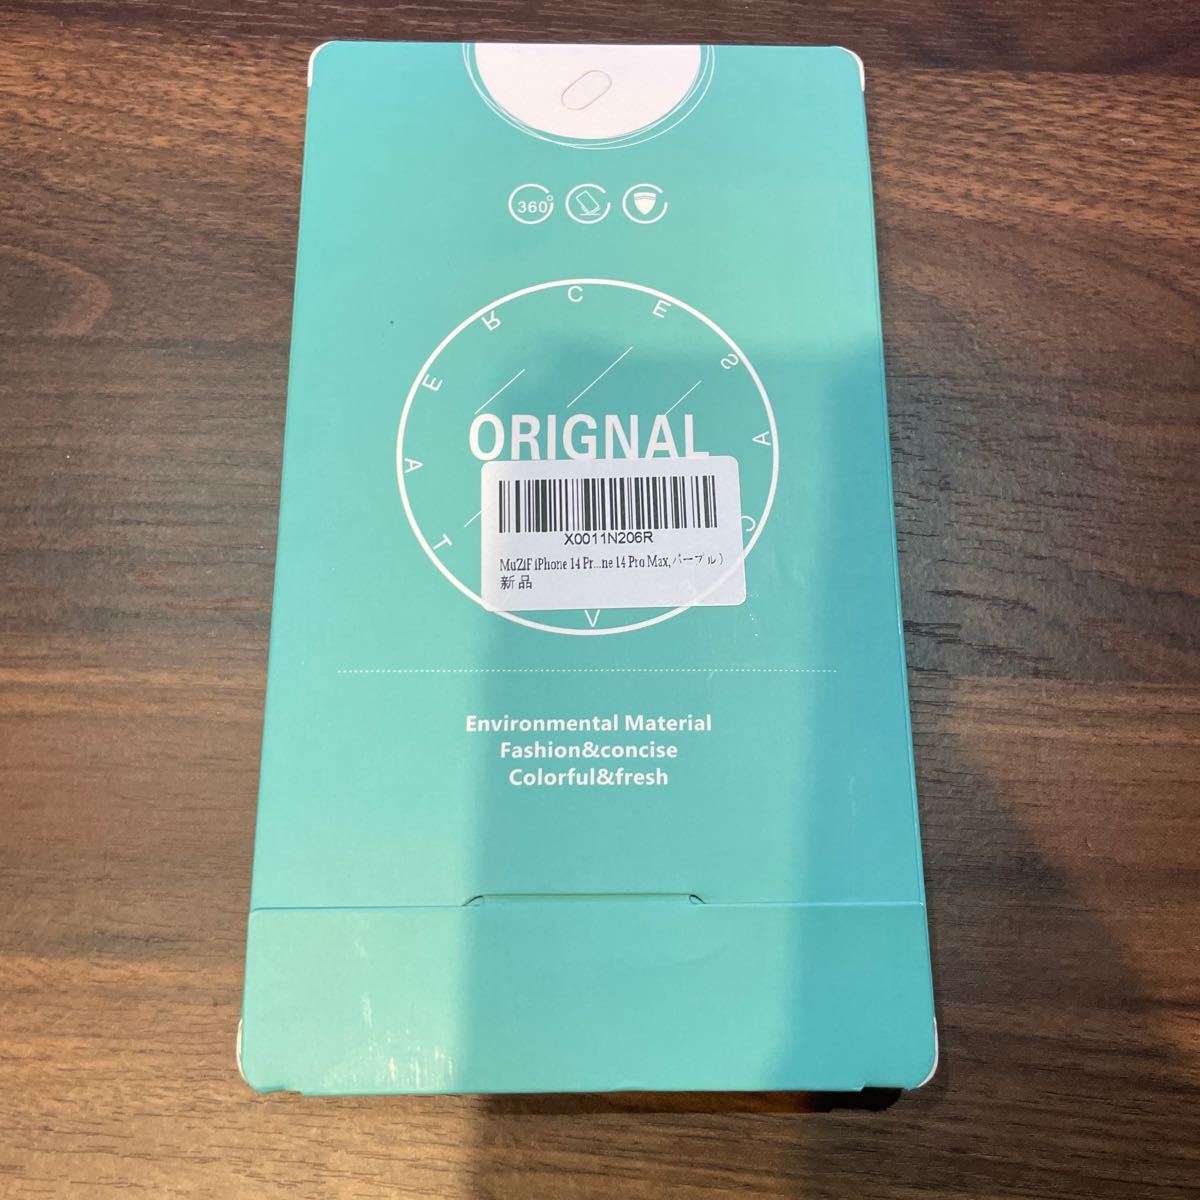 360°
C E S A C V A T A E R C E R
ORIGNAL
X0011N206R
MuZiF iPhone 14 Pr...ne 14 Pro Max,パープル)
新品
Environmental Material
Fashion&concise
Colorful&fresh